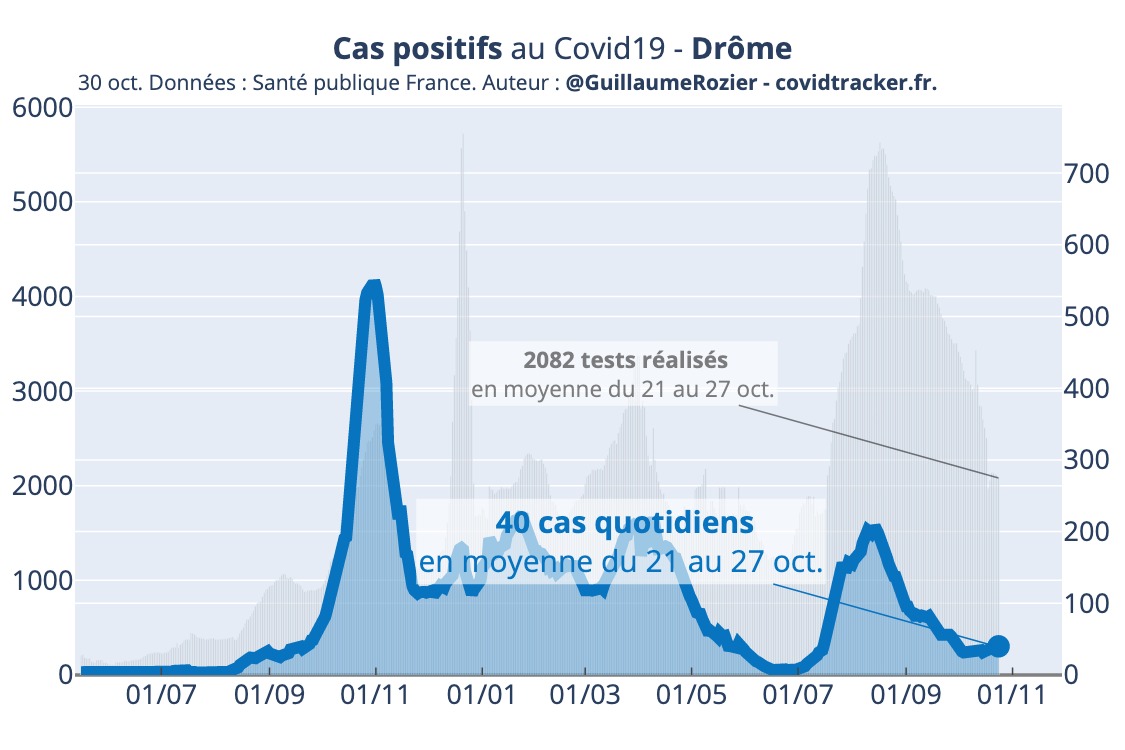 Cas positifs au Covid19 - Drôme
30 oct. Données : Santé publique France. Auteur : @GuillaumeRozier - covidtracker.fr.
6000
5000
4000
3000
2000
1000
0
700
600
500
400
300
200
100
0
2082 tests réalisés
en moyenne du 21 au 27 oct.
40 cas quotidiens
en moyenne du 21 au 27 oct.
01/07 01/09 01/11 01/01 01/03 01/05 01/07 01/09 01/11